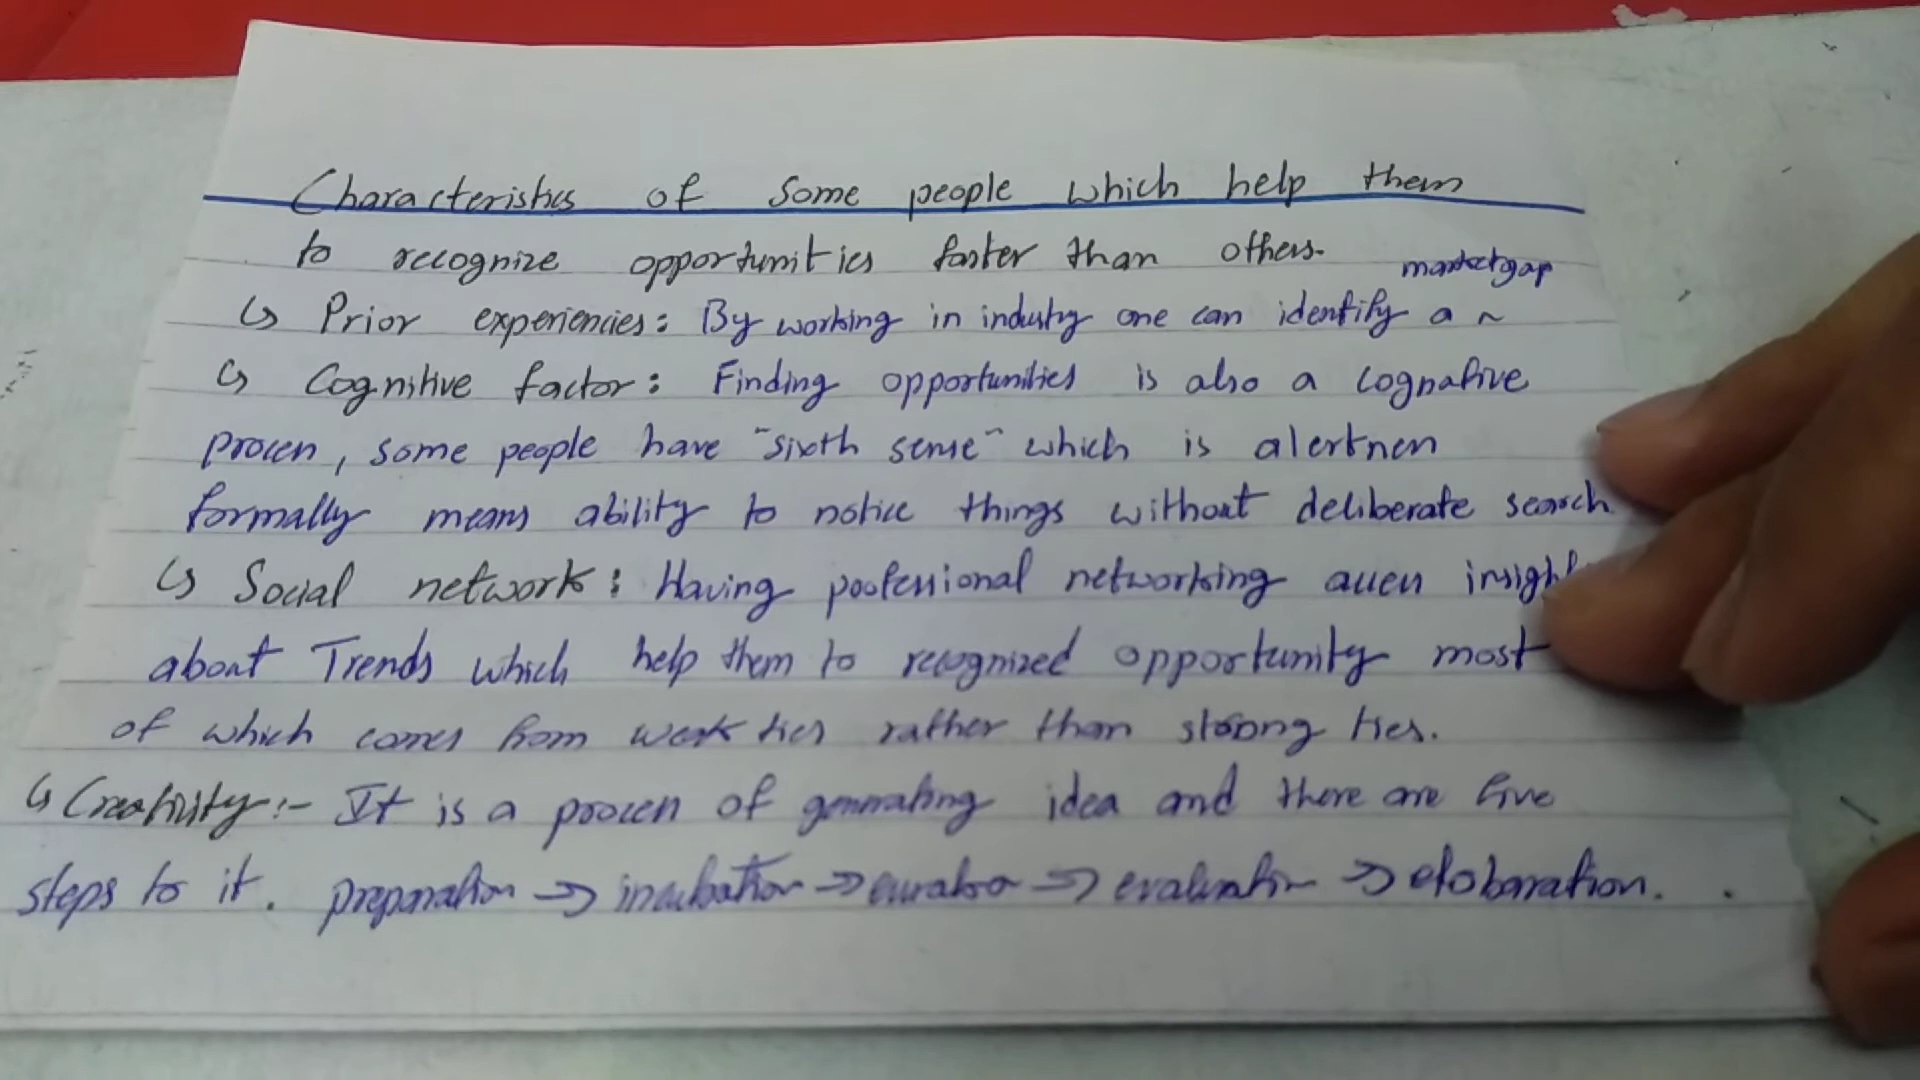 Characteristics of Some people which help them
to recognize opportunities faster than others.
marketgap
↳ Prior experiencies: By working in industry one can identify a ~
↳ Cognitive factor: Finding opportunities is also a cognative
process, some people have "sixth sense" which is alertness
formally means ability to notice things without deliberate search
↳ Social network: Having professional networking insight
about Trends which help them to recognized opportunity most
of which comes from weak ties rather than strong ties.
↳ Creativity:- It is a process of generating idea and there are five
steps to it. preparation → incubation → → evaluation → elobaration.